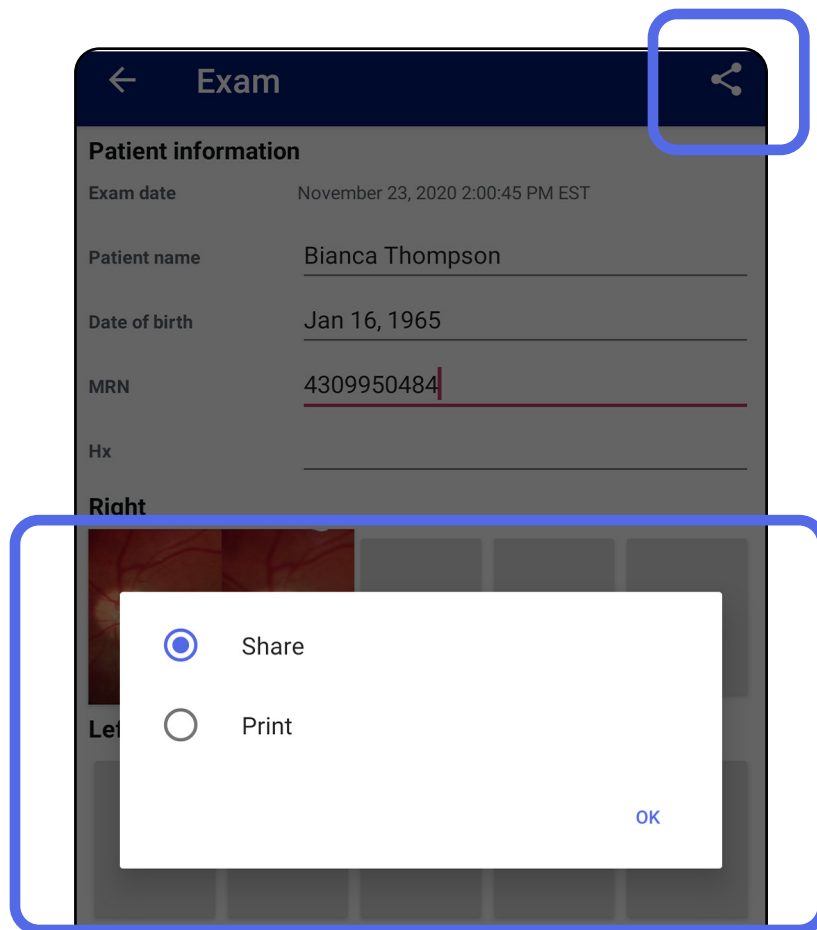 Exam
Patient information
Exam date November 23, 2020 2:00:45 PM EST
Patient name Bianca Thompson
Date of birth Jan 16, 1965
MRN 4309950484
Hx
Right
Share
Lef
Print
OK